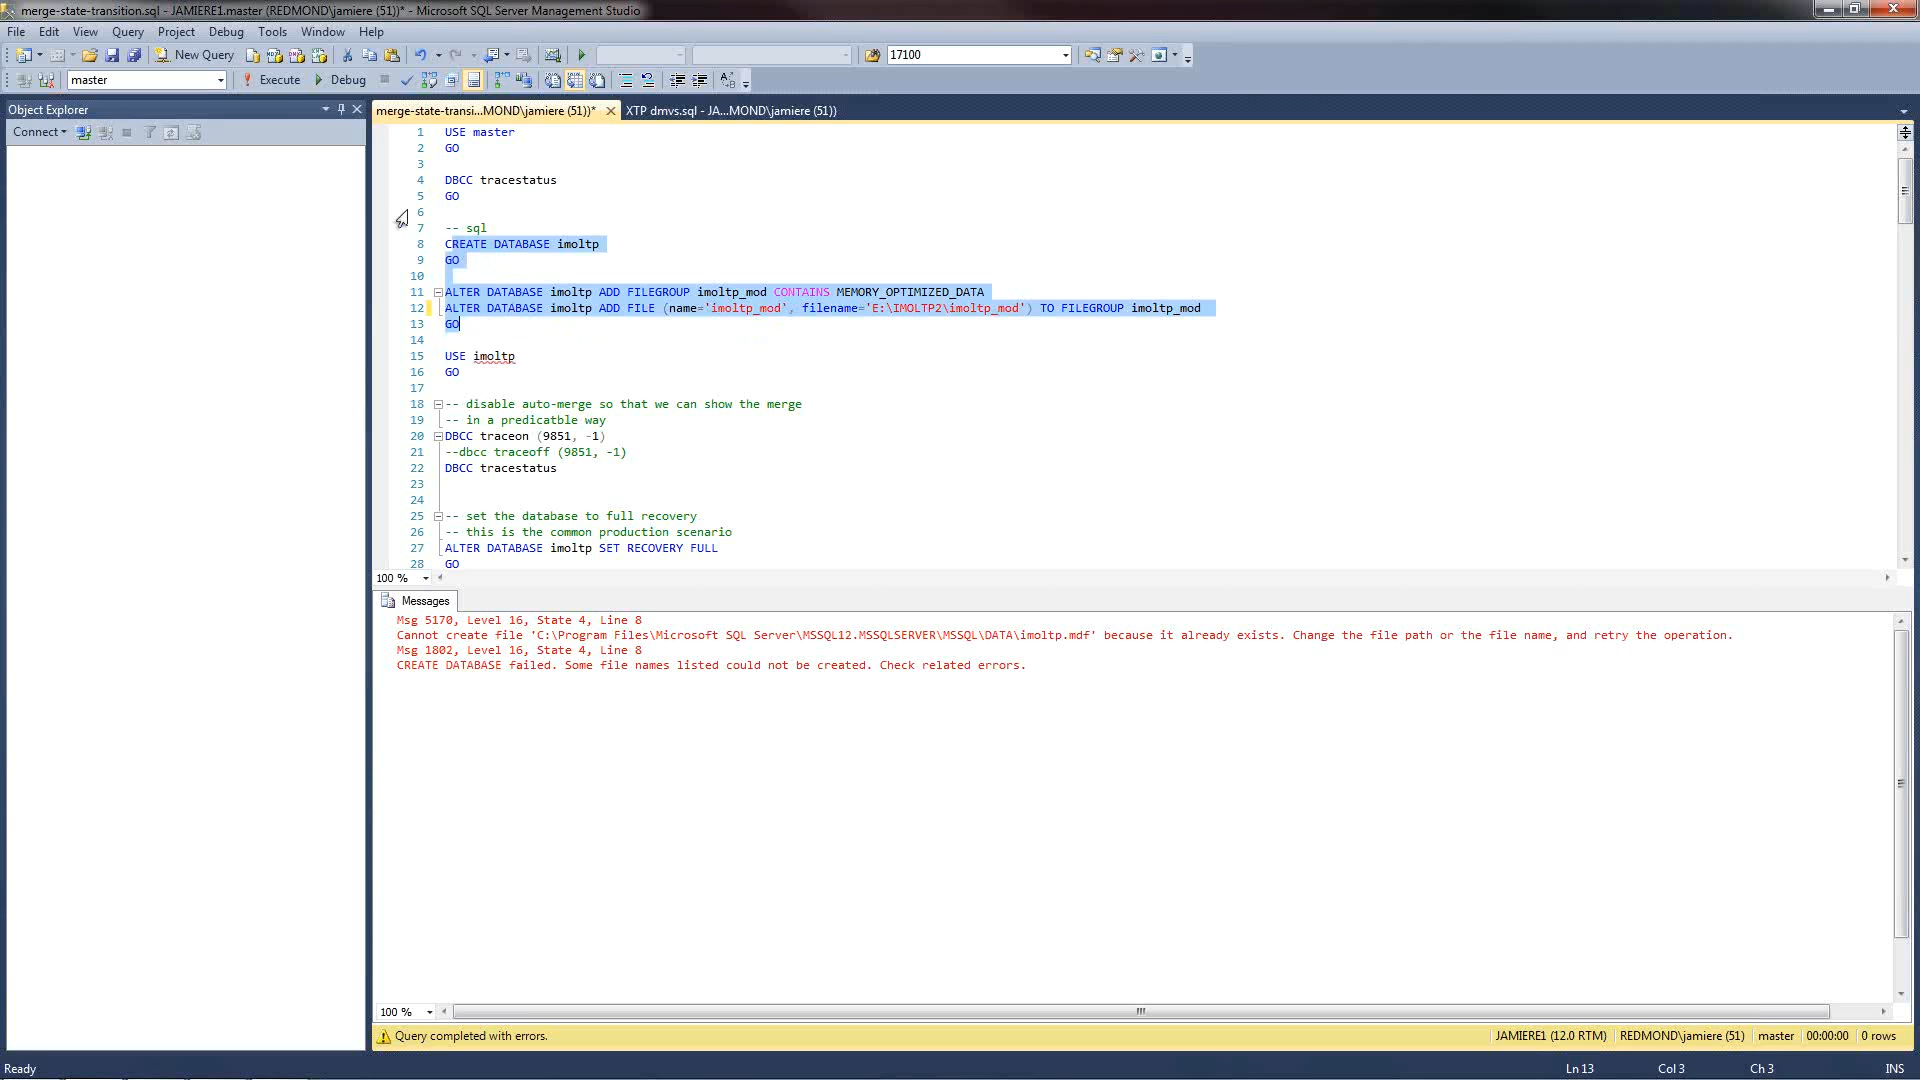 merge-state-transition.sql - JAMIERE1.master (REDMOND\jamiere (51))* - Microsoft SQL Server Management Studio
File Edit View Query Project Debug Tools Window Help
New Query 17100
master Execute Debug
Object Explorer
Connect
merge-state-transi...MOND\jamiere (51))* XTP dmvs.sql - JA...MOND\jamiere (51))
1 USE master
2 GO
3
4 DBCC tracestatus
5 GO
6
7 -- sql
8 CREATE DATABASE imoltp
9 GO
10
11 ALTER DATABASE imoltp ADD FILEGROUP imoltp_mod CONTAINS MEMORY_OPTIMIZED_DATA
12 ALTER DATABASE imoltp ADD FILE (name='imoltp_mod', filename='E:\IMOLTP2\imoltp_mod') TO FILEGROUP imoltp_mod
13 GO
14
15 USE imoltp
16 GO
17
18 -- disable auto-merge so that we can show the merge
19 -- in a predicatble way
20 DBCC traceon (9851, -1)
21 --dbcc traceoff (9851, -1)
22 DBCC tracestatus
23
24
25 -- set the database to full recovery
26 -- this is the common production scenario
27 ALTER DATABASE imoltp SET RECOVERY FULL
28 GO
100 %
Messages
Msg 5170, Level 16, State 4, Line 8
Cannot create file 'C:\Program Files\Microsoft SQL Server\MSSQL12.MSSQLSERVER\MSSQL\DATA\imoltp.mdf' because it already exists. Change the file path or the file name, and retry the operation.
Msg 1802, Level 16, State 4, Line 8
CREATE DATABASE failed. Some file names listed could not be created. Check related errors.
100 %
Query completed with errors. JAMIERE1 (12.0 RTM) REDMOND\jamiere (51) master 00:00:00 0 rows
Ready Ln 13 Col 3 Ch 3 INS